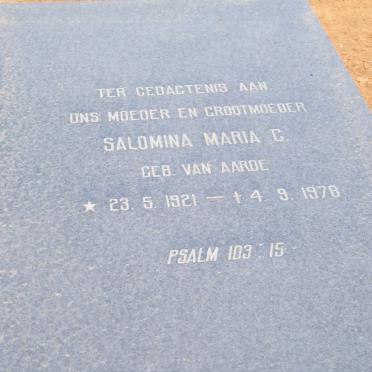 TER GEDACTENIS AAN
ONS MOEDER EN GROOTMOEDER
SALOMINA MARIA C.
GEB. VAN AARDE
★ 23. 5. 1921 — † 4. 9. 1978
PSALM 103 - 15